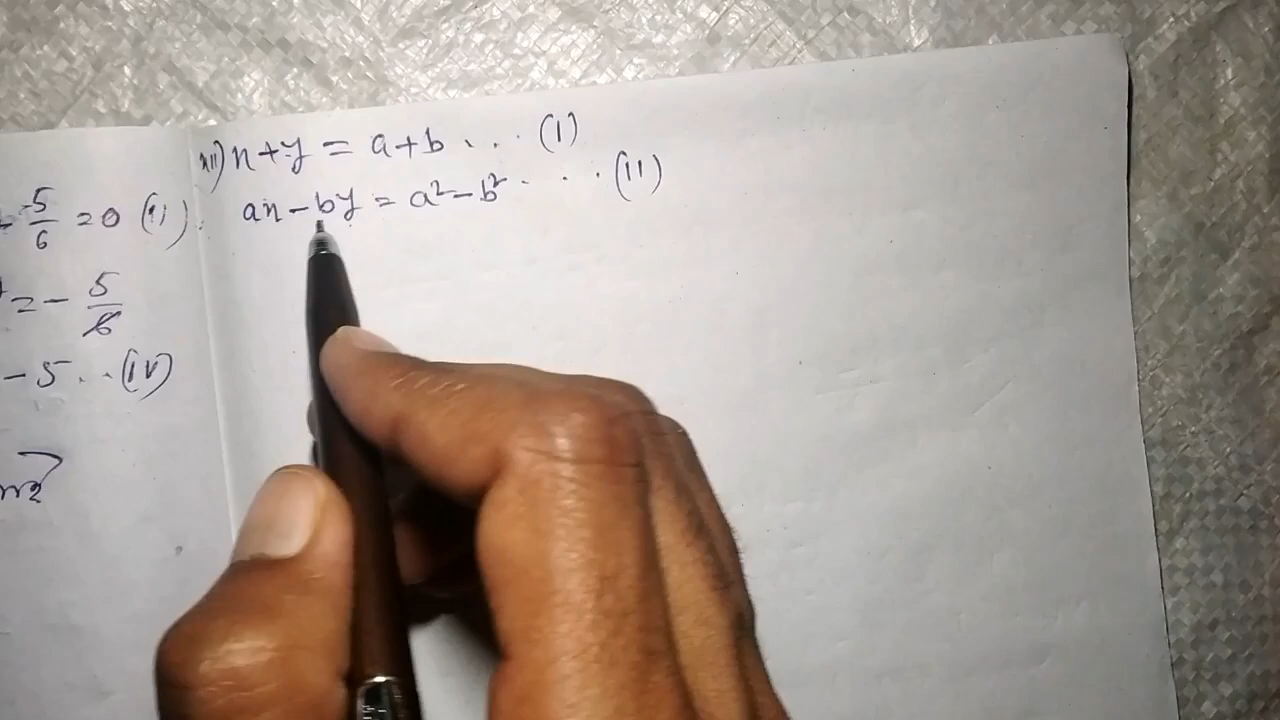 xii) x+y = a+b ... (I)
ax-by = a²-b² ... (II)
5/6 =0 (ii)
= - 5/6
-5 .. (IV)